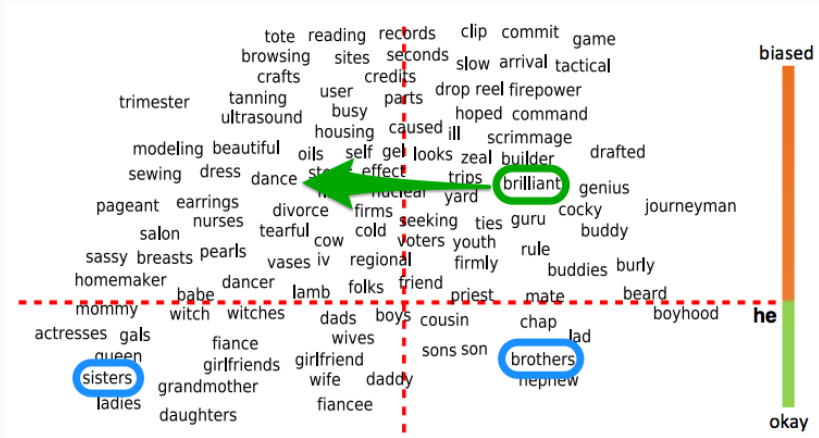 tote reading records clip commit game
browsing sites seconds slow arrival tactical biased
crafts credits drop reel firepower
trimester tanning user parts hoped command
ultrasound busy
housing caused ill scrimmage
modeling beautiful oils self gel looks zeal builder drafted
sewing dress dance effect trips brilliant genius
pageant earrings divorce firms yard cocky journeyman
nurses seeking ties guru buddy
salon tearful cow cold voters youth rule
sassy breasts pearls vases iv regional firmly buddies burly
homemaker dancer lamb folks friend
babe priest mate beard
mommy witch witches dads boys cousin chap boyhood he
actresses gals wives lad
queen fiance girlfriends girlfriend sons son brothers
sisters grandmother wife daddy nephew
ladies daughters fiancee okay